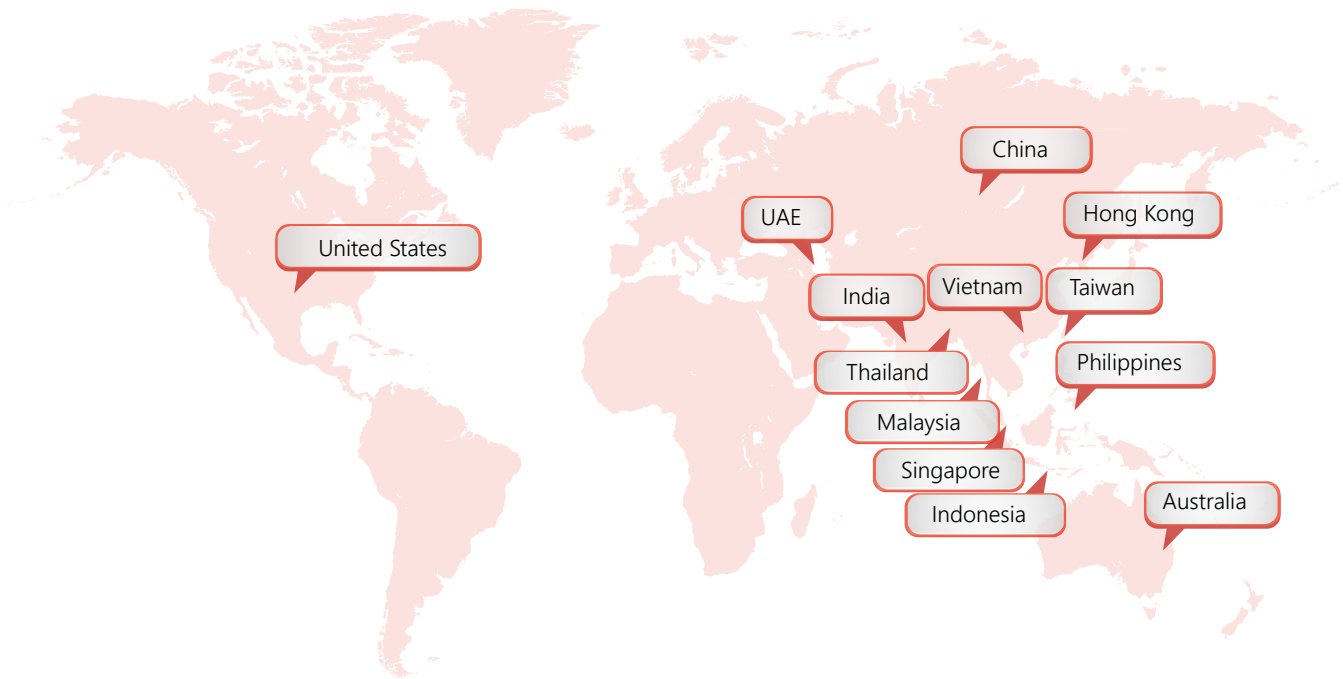 China
UAE
Hong Kong
United States
India
Vietnam
Taiwan
Thailand
Philippines
Malaysia
Singapore
Indonesia
Australia